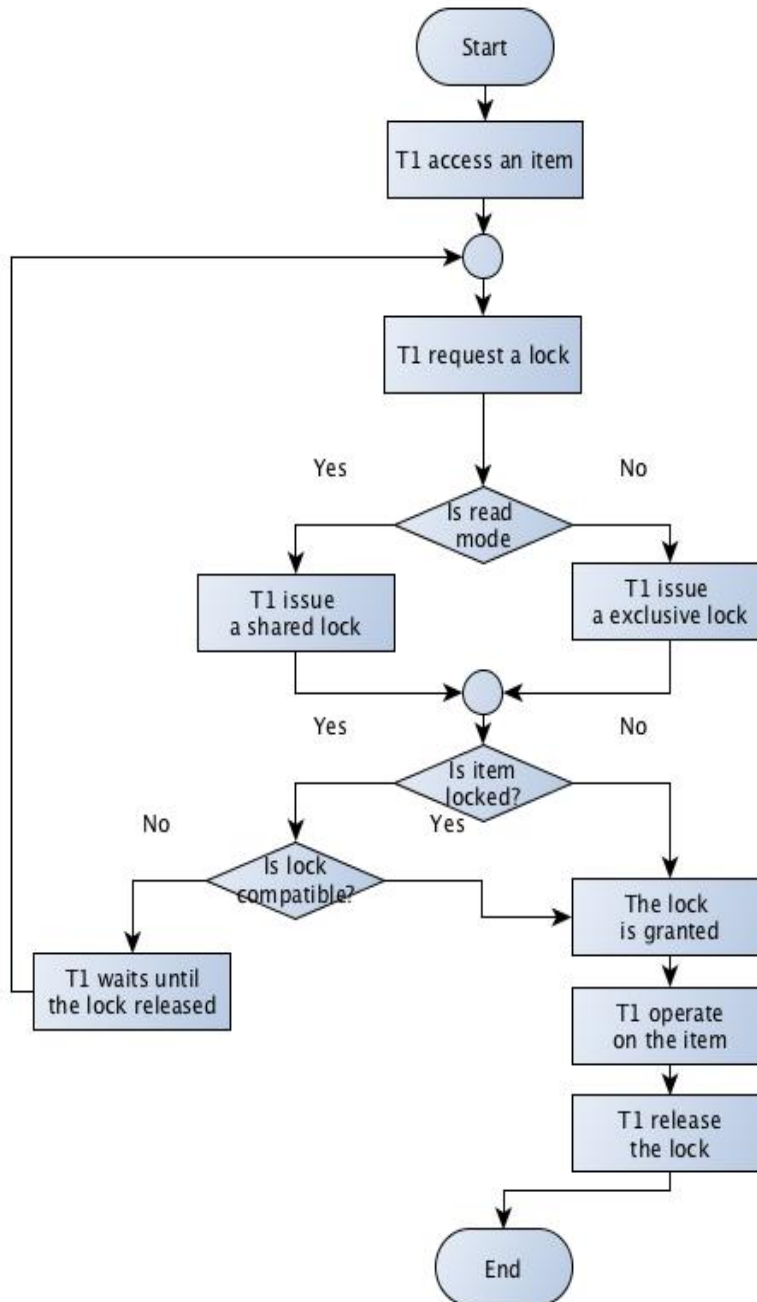 Start
T1 access an item
T1 request a lock
Yes
No
Is read
mode
T1 issue
a shared lock
T1 issue
a exclusive lock
Yes
No
Is item
locked?
No
Yes
Is lock
compatible?
The lock
is granted
T1 waits until
the lock released
T1 operate
on the item
T1 release
the lock
End